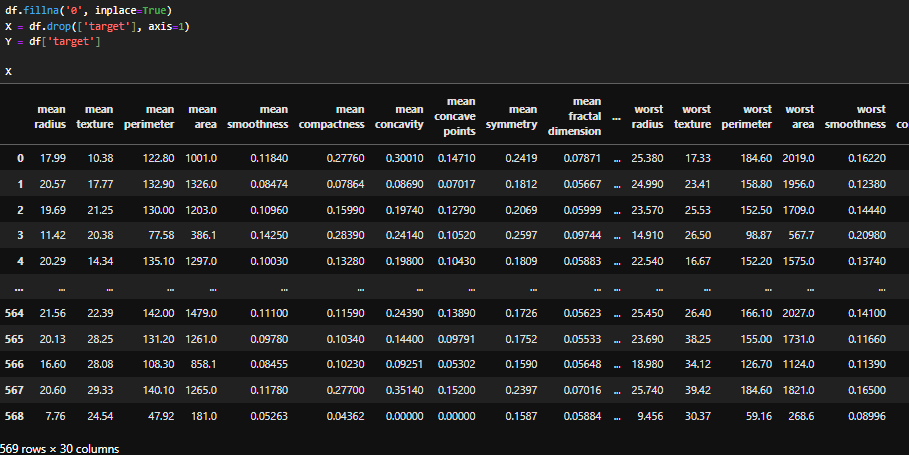 df.fillna('0', inplace=True)
X = df.drop(['target'], axis=1)
Y = df['target']
X
mean radius mean texture mean perimeter mean area mean smoothness mean compactness mean concavity mean concave points mean symmetry mean fractal dimension ... worst radius worst texture worst perimeter worst area worst smoothness co
0 17.99 10.38 122.80 1001.0 0.11840 0.27760 0.30010 0.14710 0.2419 0.07871 ... 25.380 17.33 184.60 2019.0 0.16220
1 20.57 17.77 132.90 1326.0 0.08474 0.07864 0.08690 0.07017 0.1812 0.05667 ... 24.990 23.41 158.80 1956.0 0.12380
2 19.69 21.25 130.00 1203.0 0.10960 0.15990 0.19740 0.12790 0.2069 0.05999 ... 23.570 25.53 152.50 1709.0 0.14440
3 11.42 20.38 77.58 386.1 0.14250 0.28390 0.24140 0.10520 0.2597 0.09744 ... 14.910 26.50 98.87 567.7 0.20980
4 20.29 14.34 135.10 1297.0 0.10030 0.13280 0.19800 0.10430 0.1809 0.05883 ... 22.540 16.67 152.20 1575.0 0.13740
... ... ... ... ... ... ... ... ... ... ... ... ... ... ... ... ...
564 21.56 22.39 142.00 1479.0 0.11100 0.11590 0.24390 0.13890 0.1726 0.05623 ... 25.450 26.40 166.10 2027.0 0.14100
565 20.13 28.25 131.20 1261.0 0.09780 0.10340 0.14400 0.09791 0.1752 0.05533 ... 23.690 38.25 155.00 1731.0 0.11660
566 16.60 28.08 108.30 858.1 0.08455 0.10230 0.09251 0.05302 0.1590 0.05648 ... 18.980 34.12 126.70 1124.0 0.11390
567 20.60 29.33 140.10 1265.0 0.11780 0.27700 0.35140 0.15200 0.2397 0.07016 ... 25.740 39.42 184.60 1821.0 0.16500
568 7.76 24.54 47.92 181.0 0.05263 0.04362 0.00000 0.00000 0.1587 0.05884 ... 9.456 30.37 59.16 268.6 0.08996
569 rows × 30 columns